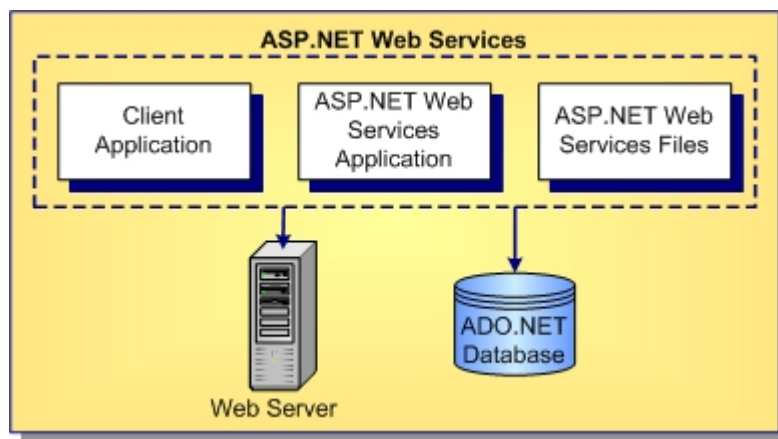 ASP.NET Web Services
Client
Application
ASP.NET Web
Services
Application
ASP.NET Web
Services Files
Web Server
ADO.NET
Database